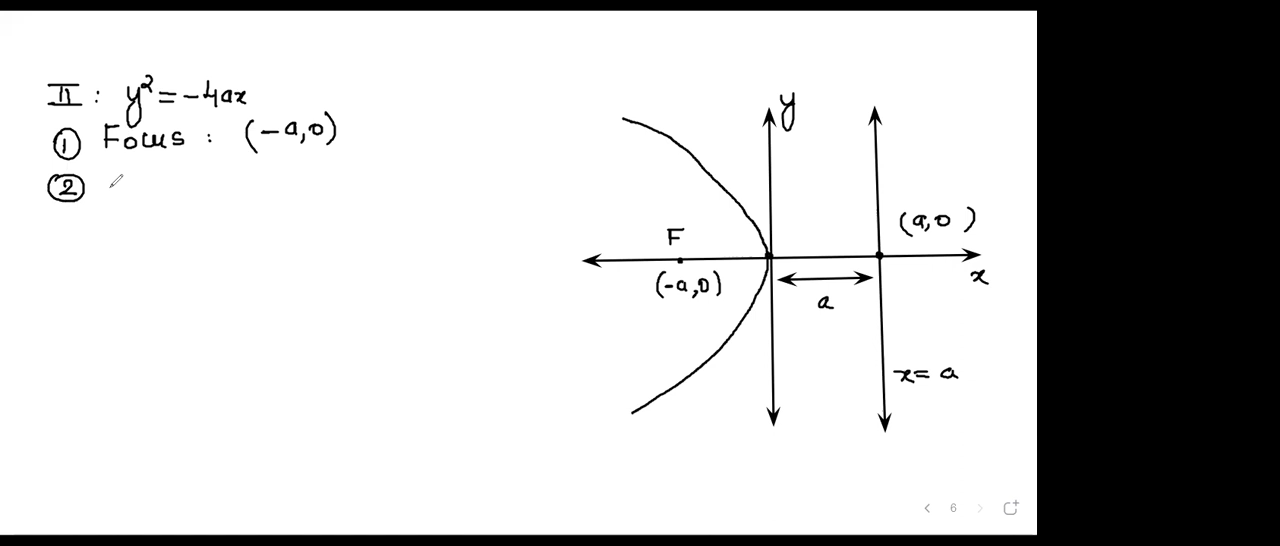 II : y² = -4ax
① Focus : (-a,0)
②
y
(a,0 )
F
(-a,0)
x
a
x= a
6